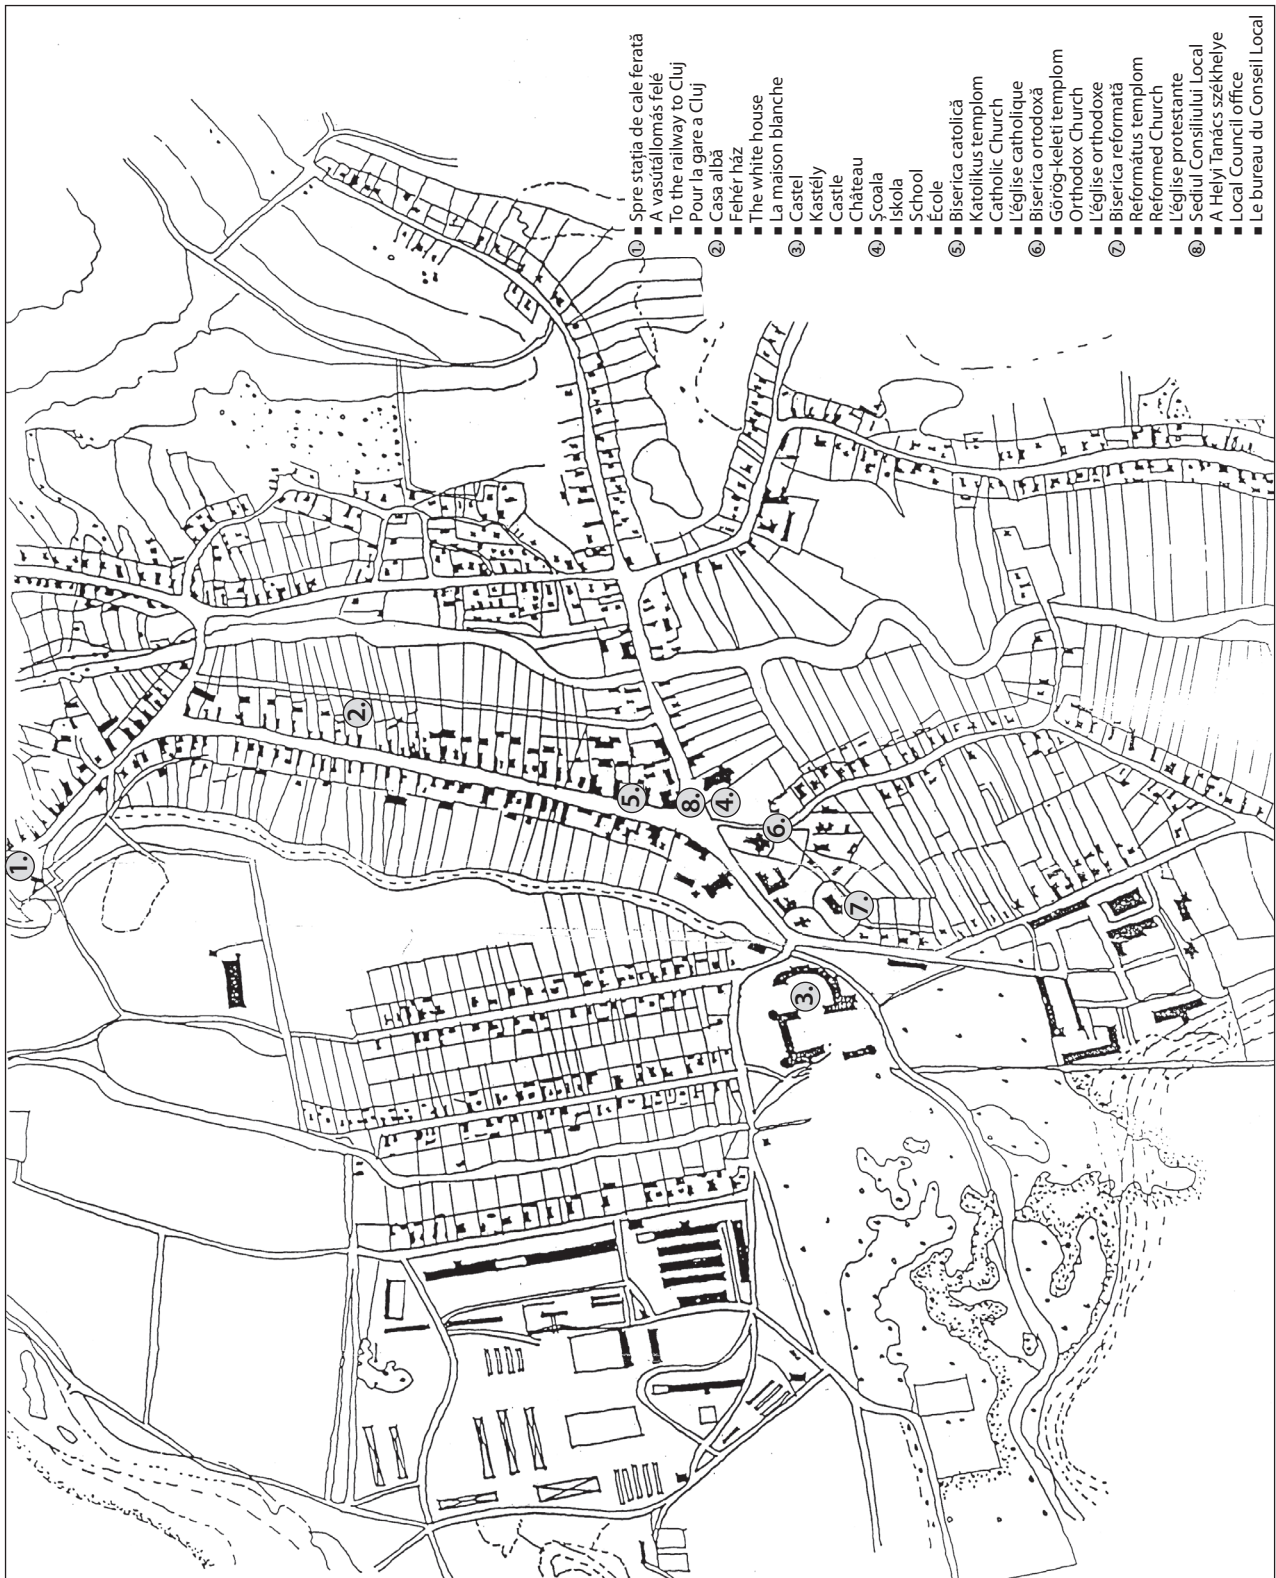 1. ■ Spre stația de cale ferată
■ A vasútállomás felé
■ To the railway to Cluj
■ Pour la gare a Cluj
2. ■ Casa albă
■ Fehér ház
■ The white house
■ La maison blanche
3. ■ Castel
■ Kastély
■ Castle
■ Château
4. ■ Școala
■ Iskola
■ School
■ École
5. ■ Biserica catolică
■ Katolikus templom
■ Catholic Church
■ L'église catholique
6. ■ Biserica ortodoxă
■ Görög-keleti templom
■ Orthodox Church
■ L'église orthodoxe
7. ■ Biserica reformată
■ Református templom
■ Reformed Church
■ L'église protestante
8. ■ Sediul Consiliului Local
■ A Helyi Tanács székhelye
■ Local Council office
■ Le bureau du Conseil Local
1.
2.
5.
8.
4.
6.
7.
3.